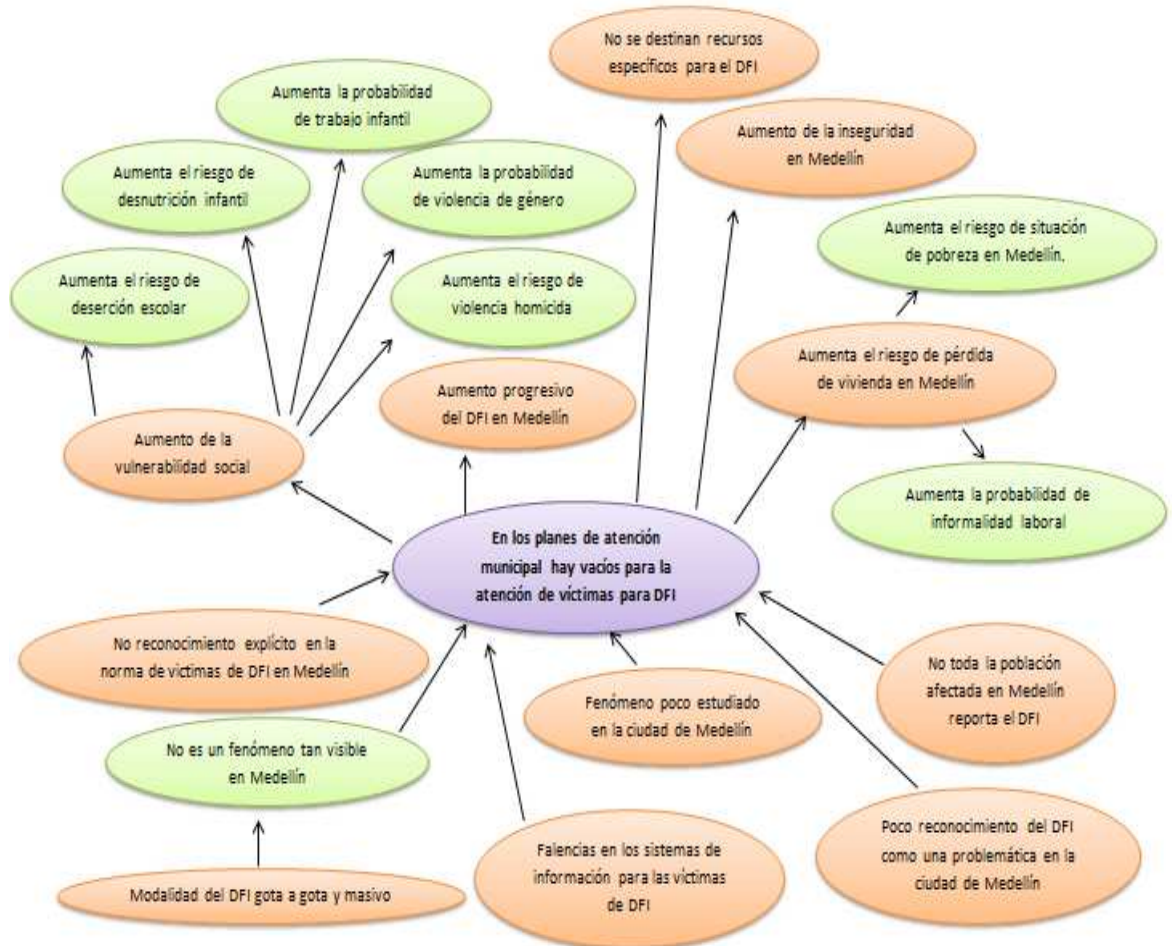 No se destinan recursos
específicos para el DFI
Aumenta la probabilidad
de trabajo infantil
Aumento de la inseguridad
en Medellín
Aumenta el riesgo de
desnutrición infantil
Aumenta la probabilidad
de violencia de género
Aumenta el riesgo de situación
de pobreza en Medellín.
Aumenta el riesgo de
deserción escolar
Aumenta el riesgo de
violencia homicida
Aumenta el riesgo de pérdida
de vivienda en Medellín
Aumento progresivo
del DFI en Medellín
Aumento de la
vulnerabilidad social
Aumenta la probabilidad de
informalidad laboral
En los planes de atención
municipal hay vacíos para la
atención de víctimas para DFI
No reconocimiento explícito en la
norma de victimas de DFI en Medellín
No toda la población
afectada en Medellín
reporta el DFI
Fenómeno poco estudiado
en la ciudad de Medellín
No es un fenómeno tan visible
en Medellín
Poco reconocimiento del DFI
como una problemática en la
ciudad de Medellín
Falencias en los sistemas de
información para las víctimas
de DFI
Modalidad del DFI gota a gota y masivo